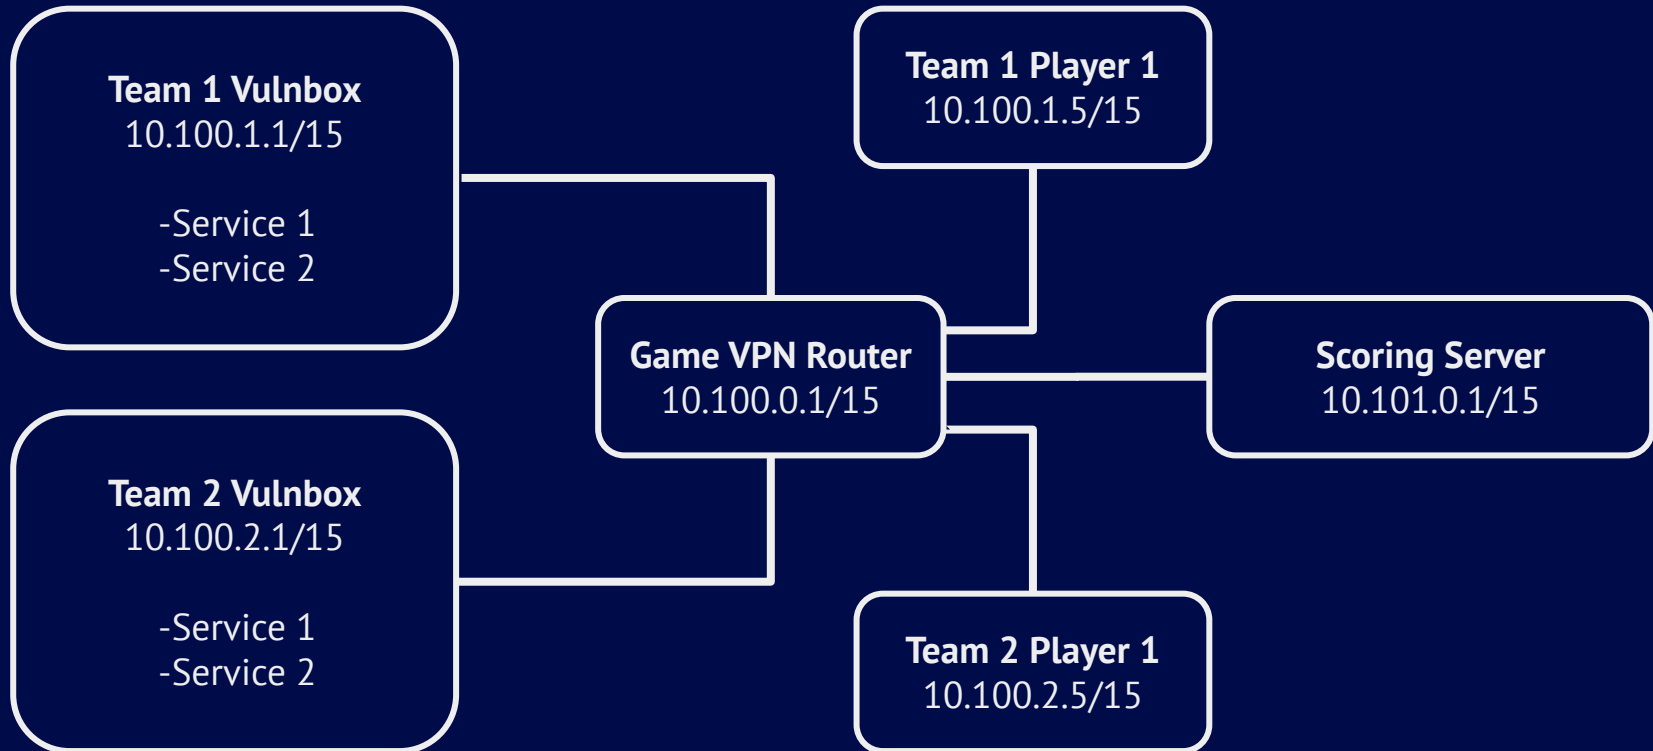 Team 1 Vulnbox
10.100.1.1/15
-Service 1
-Service 2
Team 1 Player 1
10.100.1.5/15
Game VPN Router
10.100.0.1/15
Scoring Server
10.101.0.1/15
Team 2 Vulnbox
10.100.2.1/15
-Service 1
-Service 2
Team 2 Player 1
10.100.2.5/15